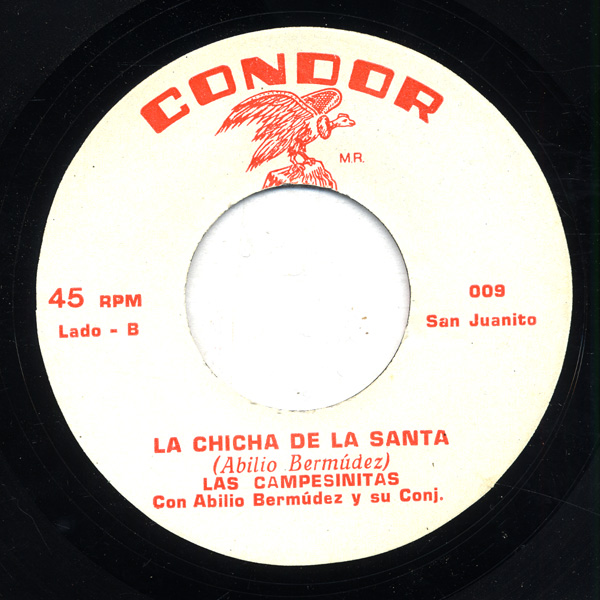 CONDOR
M.R.
45 RPM
Lado - B
009
San Juanito
LA CHICHA DE LA SANTA
(Abilio Bermúdez)
LAS CAMPESINITAS
Con Abilio Bermúdez y su Conj.